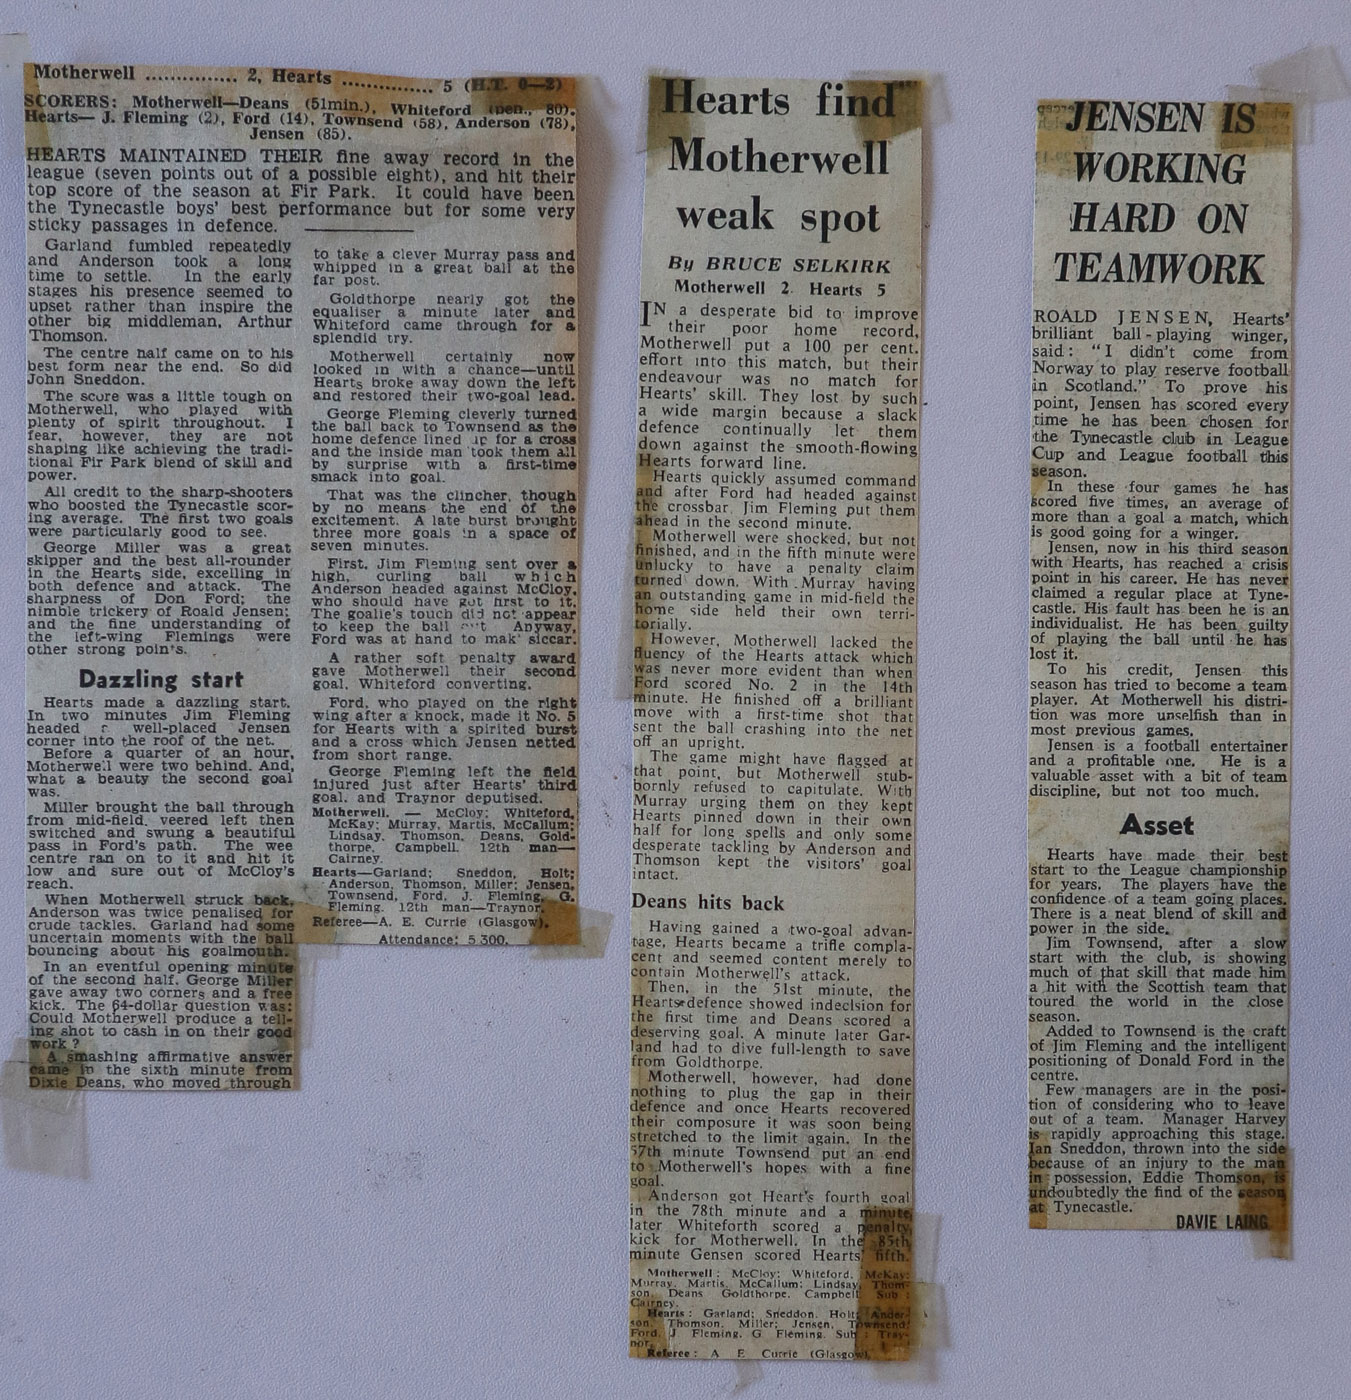 Motherwell .............. 2, Hearts .............. 5 (H.T. 0—2)
SCORERS: Motherwell—Deans (51min.), Whiteford (pen., 80).
Hearts— J. Fleming (2), Ford (14), Townsend (58), Anderson (78),
Jensen (85).
HEARTS MAINTAINED THEIR fine away record in the
league (seven points out of a possible eight), and hit their
top score of the season at Fir Park. It could have been
the Tynecastle boys' best performance but for some very
sticky passages in defence.
Garland fumbled repeatedly
and Anderson took a long
time to settle. In the early
stages his presence seemed to
upset rather than inspire the
other big middleman, Arthur
Thomson.
The centre half came on to his
best form near the end. So did
John Sneddon.
The score was a little tough on
Motherwell, who played with
plenty of spirit throughout. I
fear, however, they are not
shaping like achieving the tradi-
tional Fir Park blend of skill and
power.
All credit to the sharp-shooters
who boosted the Tynecastle scor-
ing average. The first two goals
were particularly good to see.
George Miller was a great
skipper and the best all-rounder
in the Hearts side, excelling in
both defence and attack. The
sharpness of Don Ford; the
nimble trickery of Roald Jensen;
and the fine understanding of
the left-wing Flemings were
other strong poin's.
Dazzling start
Hearts made a dazzling start.
In two minutes Jim Fleming
headed well-placed Jensen
corner into the roof of the net.
Before a quarter of an hour,
Motherwell were two behind. And,
what a beauty the second goal
was.
Miller brought the ball through
from mid-field, veered left then
switched and swung a beautiful
pass in Ford's path. The wee
centre ran on to it and hit it
low and sure out of McCloy's
reach.
When Motherwell struck back,
Anderson was twice penalised for
crude tackles. Garland had some
uncertain moments with the ball
bouncing about his goalmouth.
In an eventful opening minute
of the second half, George Miller
gave away two corners and a free
kick. The 64-dollar question was:
Could Motherwell produce a tell-
ing shot to cash in on their good
work?
A smashing affirmative answer
came in the sixth minute from
Dixie Deans, who moved through
to take a clever Murray pass and
whipped in a great ball at the
far post.
Goldthorpe nearly got the
equaliser a minute later and
Whiteford came through for a
splendid try.
Motherwell certainly now
looked in with a chance—until
Hearts broke away down the left
and restored their two-goal lead.
George Fleming cleverly turned
the ball back to Townsend as the
home defence lined up for a cross
and the inside man took them all
by surprise with a first-time
smack into goal.
That was the clincher, though
by no means the end of the
excitement. A late burst brought
three more goals in a space of
seven minutes.
First, Jim Fleming sent over a
high, curling ball which
Anderson headed against McCloy,
who should have got first to it.
The goalie's touch did not appear
to keep the ball out. Anyway,
Ford was at hand to mak' siccar.
A rather soft penalty award
gave Motherwell their second
goal, Whiteford converting.
Ford, who played on the right
wing after a knock, made it No. 5
for Hearts with a spirited burst
and a cross which Jensen netted
from short range.
George Fleming left the field
injured just after Hearts' third
goal, and Traynor deputised.
Motherwell. — McCloy; Whiteford,
McKay; Murray, Martis, McCallum;
Lindsay, Thomson, Deans, Gold-
thorpe, Campbell. 12th man—
Cairney.
Hearts—Garland; Sneddon, Holt;
Anderson, Thomson, Miller; Jensen,
Townsend, Ford, J. Fleming, G.
Fleming. 12th man—Traynor.
Referee—A. E. Currie (Glasgow).
Attendance: 5,300.
Hearts find
Motherwell
weak spot
By BRUCE SELKIRK
Motherwell 2 Hearts 5
IN a desperate bid to improve
their poor home record,
Motherwell put a 100 per cent.
effort into this match, but their
endeavour was no match for
Hearts' skill. They lost by such
a wide margin because a slack
defence continually let them
down against the smooth-flowing
Hearts forward line.
Hearts quickly assumed command
and after Ford had headed against
the crossbar, Jim Fleming put them
ahead in the second minute.
Motherwell were shocked, but not
finished, and in the fifth minute were
unlucky to have a penalty claim
turned down. With Murray having
an outstanding game in mid-field the
home side held their own terri-
torially.
However, Motherwell lacked the
fluency of the Hearts attack which
was never more evident than when
Ford scored No. 2 in the 14th
minute. He finished off a brilliant
move with a first-time shot that
sent the ball crashing into the net
off an upright.
The game might have flagged at
that point, but Motherwell stub-
bornly refused to capitulate. With
Murray urging them on they kept
Hearts pinned down in their own
half for long spells and only some
desperate tackling by Anderson and
Thomson kept the visitors' goal
intact.
Deans hits back
Having gained a two-goal advan-
tage, Hearts became a trifle compla-
cent and seemed content merely to
contain Motherwell's attack.
Then, in the 51st minute, the
Hearts defence showed indecision for
the first time and Deans scored a
deserving goal. A minute later Gar-
land had to dive full-length to save
from Goldthorpe.
Motherwell, however, had done
nothing to plug the gap in their
defence and once Hearts recovered
their composure it was soon being
stretched to the limit again. In the
57th minute Townsend put an end
to Motherwell's hopes with a fine
goal.
Anderson got Heart's fourth goal
in the 78th minute and a minute
later Whiteforth scored a penalty
kick for Motherwell. In the 85th
minute Gensen scored Hearts' fifth.
Motherwell: McCloy; Whiteford, McKay;
Murray, Martis, McCallum; Lindsay, Thom-
son, Deans Goldthorpe, Campbell. Sub :
Cairney.
Hearts: Garland; Sneddon, Holt; Ander-
son, Thomson, Miller; Jensen, Townsend,
Ford, J Fleming, G Fleming. Sub: Tray-
nor.
Referee: A E Currie (Glasgow).
JENSEN IS
WORKING
HARD ON
TEAMWORK
ROALD JENSEN, Hearts'
brilliant ball-playing winger,
said: "I didn't come from
Norway to play reserve football
in Scotland." To prove his
point, Jensen has scored every
time he has been chosen for
the Tynecastle club in League
Cup and League football this
season.
In these four games he has
scored five times, an average of
more than a goal a match, which
is good going for a winger.
Jensen, now in his third season
with Hearts, has reached a crisis
point in his career. He has never
claimed a regular place at Tyne-
castle. His fault has been he is an
individualist. He has been guilty
of playing the ball until he has
lost it.
To his credit, Jensen this
season has tried to become a team
player. At Motherwell his distri-
tion was more unselfish than in
most previous games.
Jensen is a football entertainer
and a profitable one. He is a
valuable asset with a bit of team
discipline, but not too much.
Asset
Hearts have made their best
start to the League championship
for years. The players have the
confidence of a team going places.
There is a neat blend of skill and
power in the side.
Jim Townsend, after a slow
start with the club, is showing
much of that skill that made him
a hit with the Scottish team that
toured the world in the close
season.
Added to Townsend is the craft
of Jim Fleming and the intelligent
positioning of Donald Ford in the
centre.
Few managers are in the posi-
tion of considering who to leave
out of a team. Manager Harvey
is rapidly approaching this stage.
Ian Sneddon, thrown into the side
because of an injury to the man
in possession, Eddie Thomson, is
undoubtedly the find of the season
at Tynecastle.
DAVIE LAING